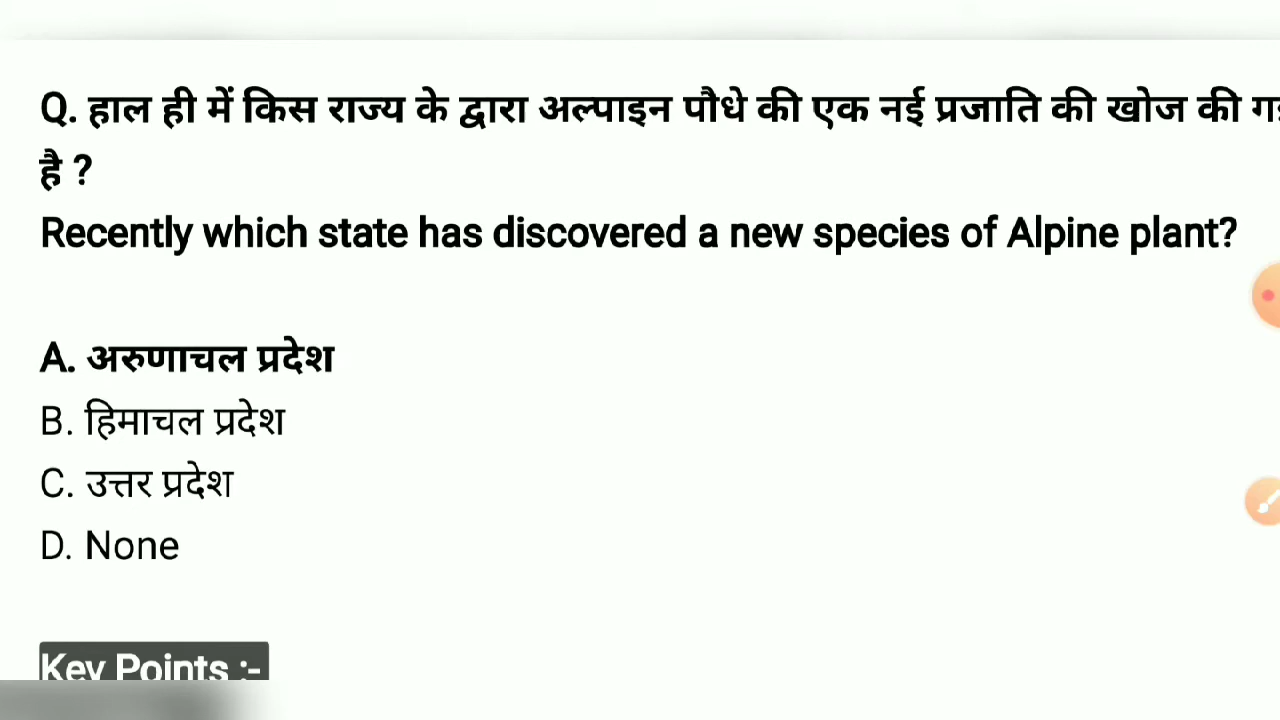 Q. हाल ही में किस राज्य के द्वारा अल्पाइन पौधे की एक नई प्रजाति की खोज की
है ?
Recently which state has discovered a new species of Alpine plant?
A. अरुणाचल प्रदेश
B. हिमाचल प्रदेश
C. उत्तर प्रदेश
D. None
Key Points :-